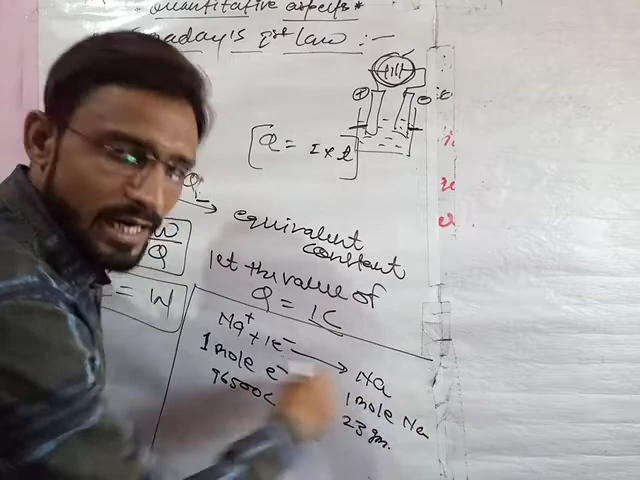 Quantitative aspects*
Faraday's 1st law :-
+
-
[Q = I × t]
Q
→ equivalent
constant
W
Q
let the value of
Q = 1C
= W
Na⁺ + 1e⁻ → Na
1 mole e⁻
1 mole Na
96500C
23 gm.